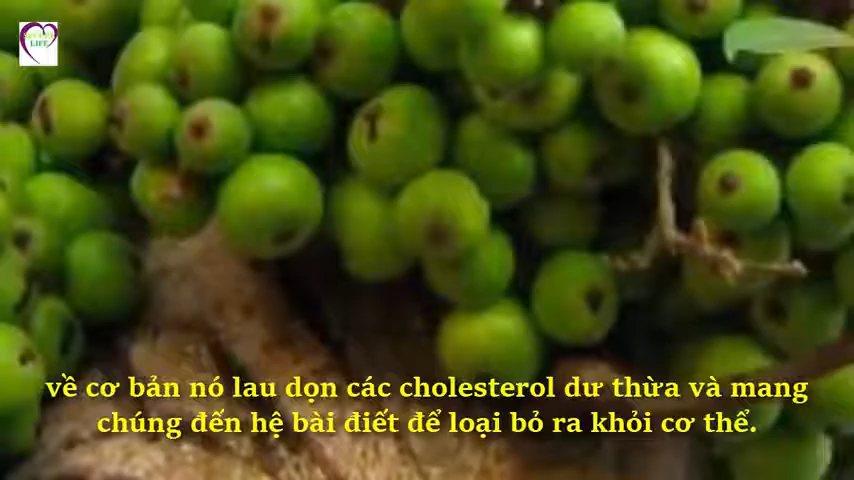 LIFE
về cơ bản nó lau dọn các cholesterol dư thừa và mang
chúng đến hệ bài điết để loại bỏ ra khỏi cơ thể.